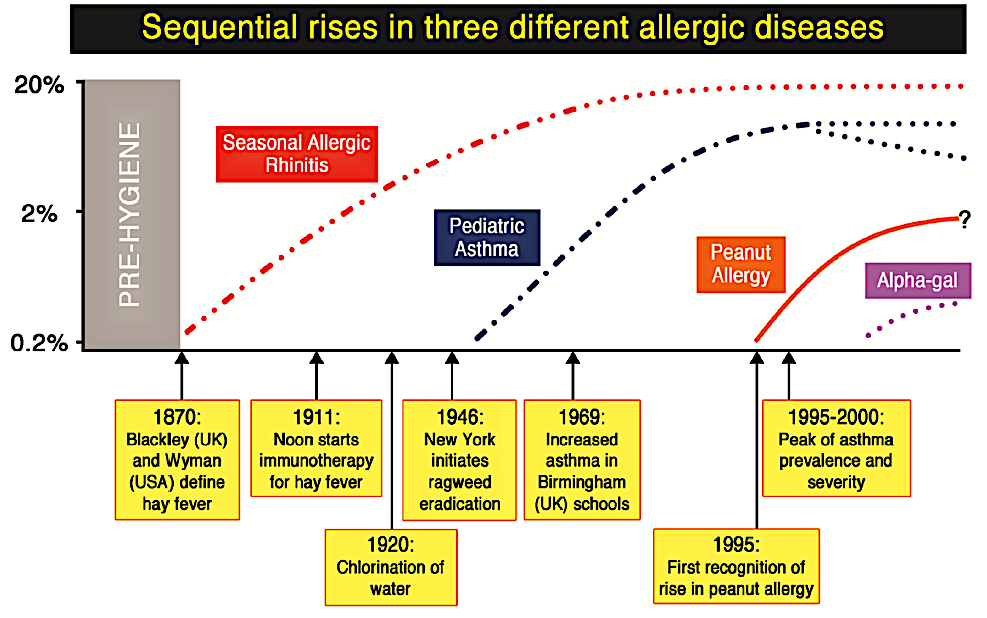 Sequential rises in three different allergic diseases
20%
2%
0.2%
PRE-HYGIENE
Seasonal Allergic
Rhinitis
Pediatric
Asthma
Peanut
Allergy
?
Alpha-gal
1870:
Blackley (UK)
and Wyman
(USA) define
hay fever
1911:
Noon starts
immunotherapy
for hay fever
1920:
Chlorination of
water
1946:
New York
initiates
ragweed
eradication
1969:
Increased
asthma in
Birmingham
(UK) schools
1995:
First recognition of
rise in peanut allergy
1995-2000:
Peak of asthma
prevalence and
severity